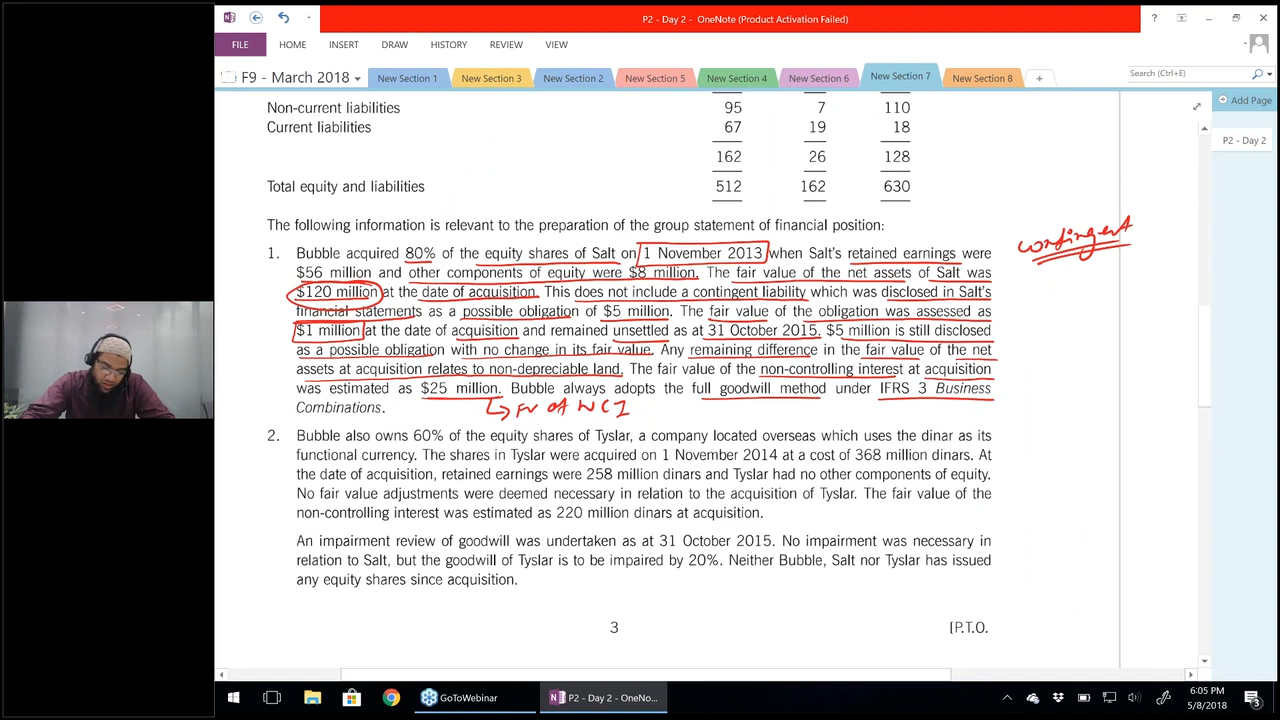 P2 - Day 2 - OneNote (Product Activation Failed)
FILE HOME INSERT DRAW HISTORY REVIEW VIEW
F9 - March 2018 New Section 1 New Section 3 New Section 2 New Section 5 New Section 4 New Section 6 New Section 7 New Section 8 Search (Ctrl+E)
Add Page
P2 - Day 2
Non-current liabilities 95 7 110
Current liabilities 67 19 18
162 26 128
Total equity and liabilities 512 162 630
The following information is relevant to the preparation of the group statement of financial position:
contingent
1. Bubble acquired 80% of the equity shares of Salt on 1 November 2013 when Salt's retained earnings were
$56 million and other components of equity were $8 million. The fair value of the net assets of Salt was
$120 million at the date of acquisition. This does not include a contingent liability which was disclosed in Salt's
financial statements as a possible obligation of $5 million. The fair value of the obligation was assessed as
$1 million at the date of acquisition and remained unsettled as at 31 October 2015. $5 million is still disclosed
as a possible obligation with no change in its fair value. Any remaining difference in the fair value of the net
assets at acquisition relates to non-depreciable land. The fair value of the non-controlling interest at acquisition
was estimated as $25 million. Bubble always adopts the full goodwill method under IFRS 3 Business
Combinations.
FV of NCI
2. Bubble also owns 60% of the equity shares of Tyslar, a company located overseas which uses the dinar as its
functional currency. The shares in Tyslar were acquired on 1 November 2014 at a cost of 368 million dinars. At
the date of acquisition, retained earnings were 258 million dinars and Tyslar had no other components of equity.
No fair value adjustments were deemed necessary in relation to the acquisition of Tyslar. The fair value of the
non-controlling interest was estimated as 220 million dinars at acquisition.
An impairment review of goodwill was undertaken as at 31 October 2015. No impairment was necessary in
relation to Salt, but the goodwill of Tyslar is to be impaired by 20%. Neither Bubble, Salt nor Tyslar has issued
any equity shares since acquisition.
3 [P.T.O.
GoToWebinar P2 - Day 2 - OneNo... 6:05 PM
5/8/2018 3